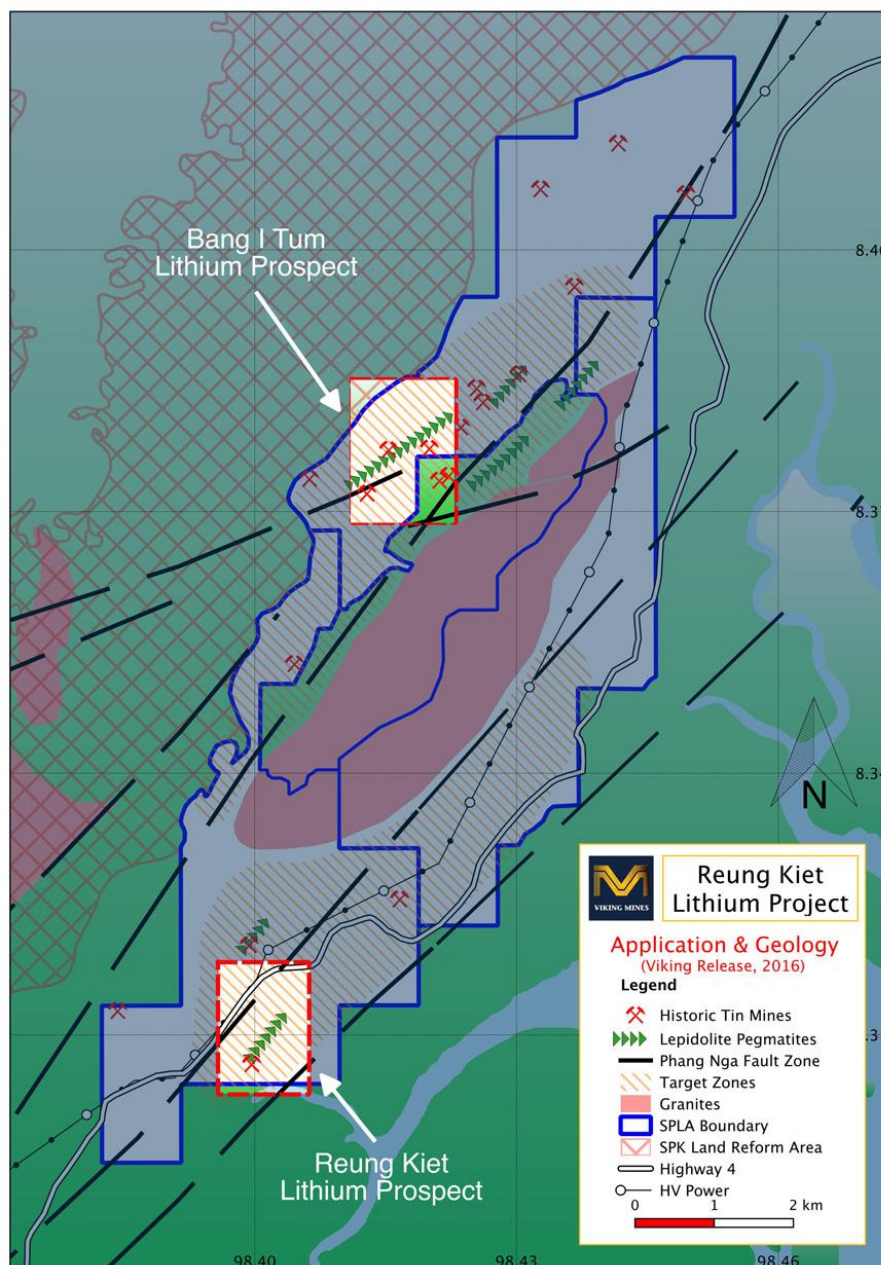 Bang I Tum
Lithium Prospect
8.40
8.3
8.34
8.3
Reung Kiet
Lithium Prospect
98.40
98.43
98.46
N
VIKING MINES
Reung Kiet
Lithium Project
Application & Geology
(Viking Release, 2016)
Legend
Historic Tin Mines
Lepidolite Pegmatites
Phang Nga Fault Zone
Target Zones
Granites
SPLA Boundary
SPK Land Reform Area
Highway 4
HV Power
0 1 2 km